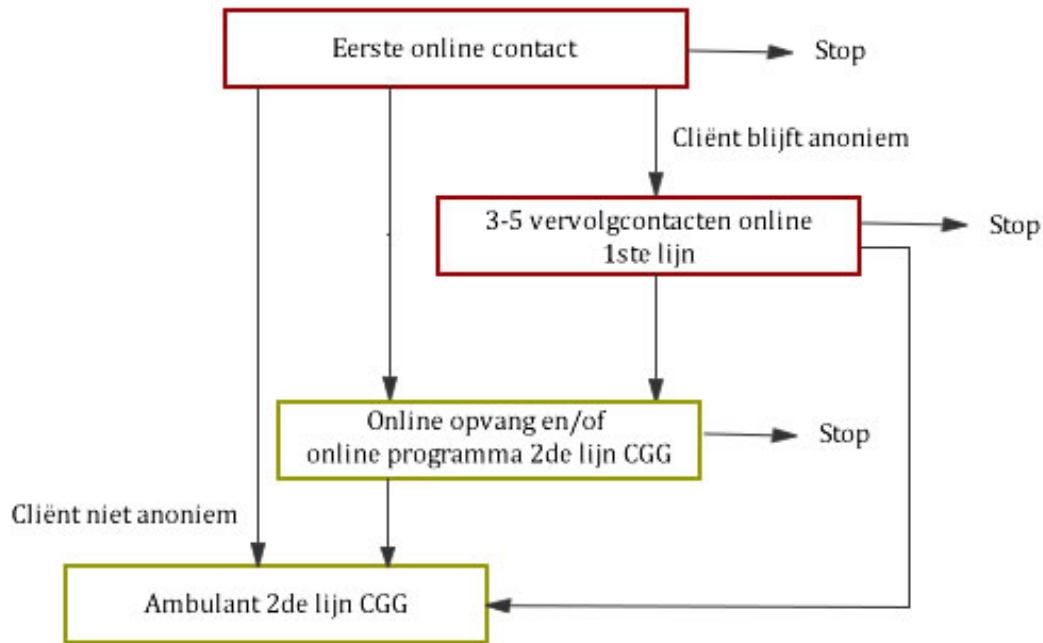 Eerste online contact
Stop
Cliënt blijft anoniem
3-5 vervolgcontacten online
1ste lijn
Stop
Online opvang en/of
online programma 2de lijn CGG
Stop
Cliënt niet anoniem
Ambulant 2de lijn CGG